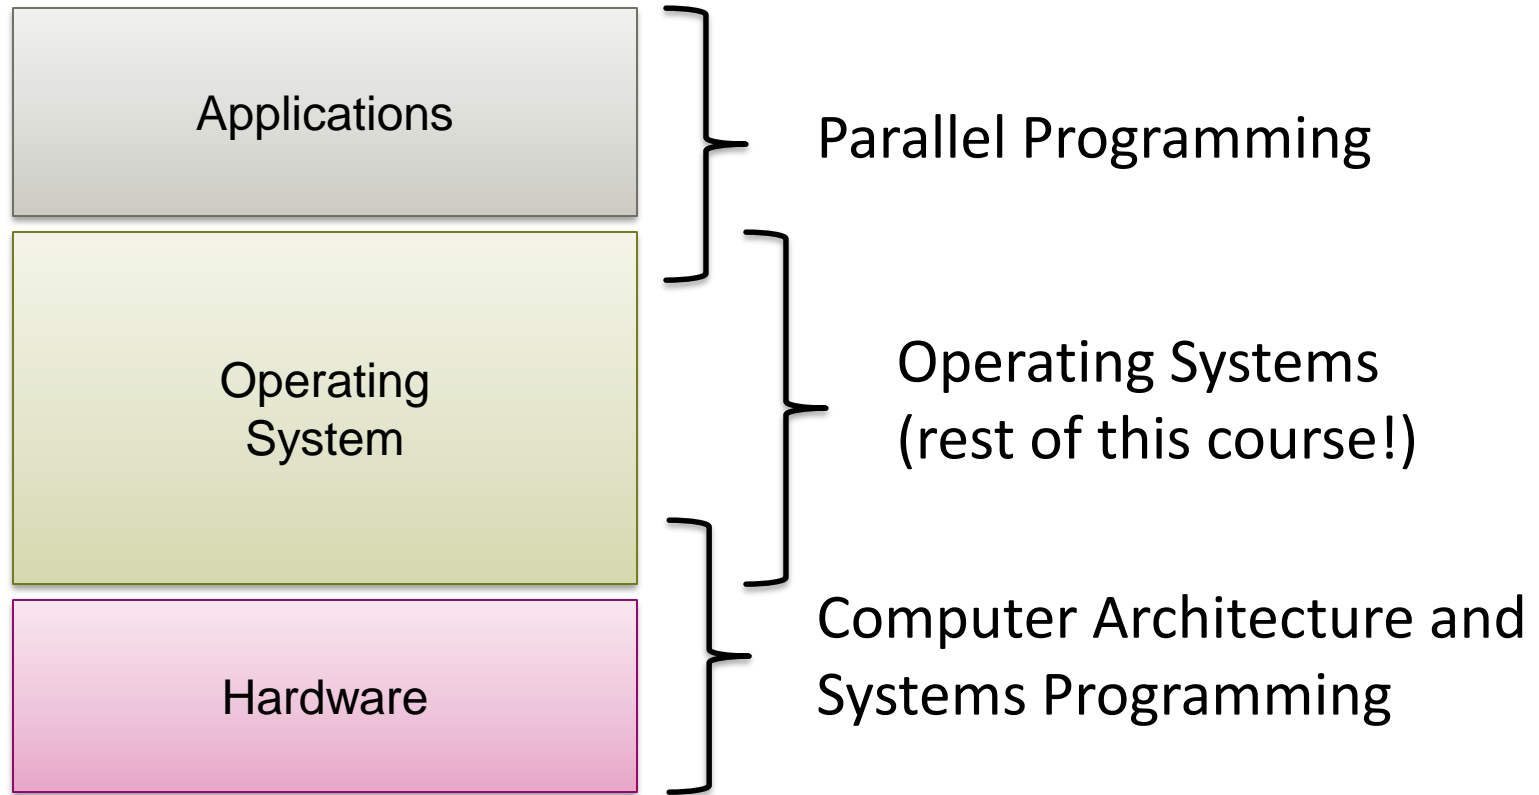 Applications
Parallel Programming
Operating
System
Operating Systems
(rest of this course!)
Hardware
Computer Architecture and
Systems Programming